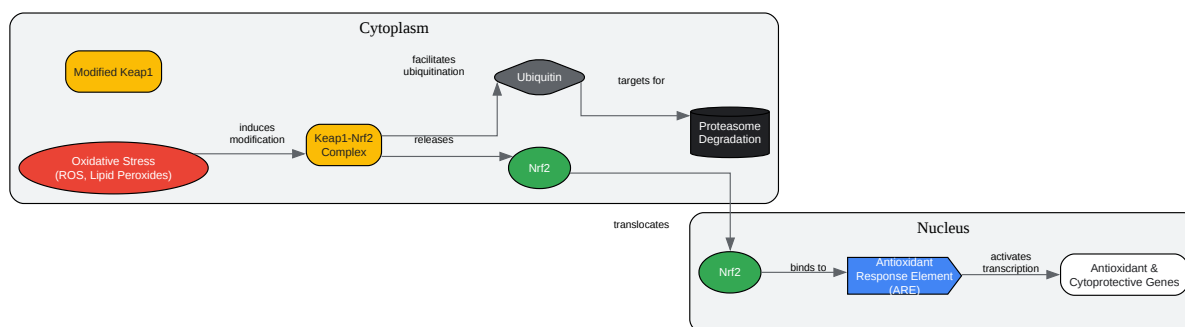 Cytoplasm
Modified Keap1
facilitates
ubiquitination
Ubiquitin
targets for
Proteasome
Degradation
induces
modification
Keap1-Nrf2
Complex
releases
Oxidative Stress
(ROS, Lipid Peroxides)
Nrf2
translocates
Nucleus
Nrf2
binds to
Antioxidant
Response Element
(ARE)
activates
transcription
Antioxidant &
Cytoprotective Genes